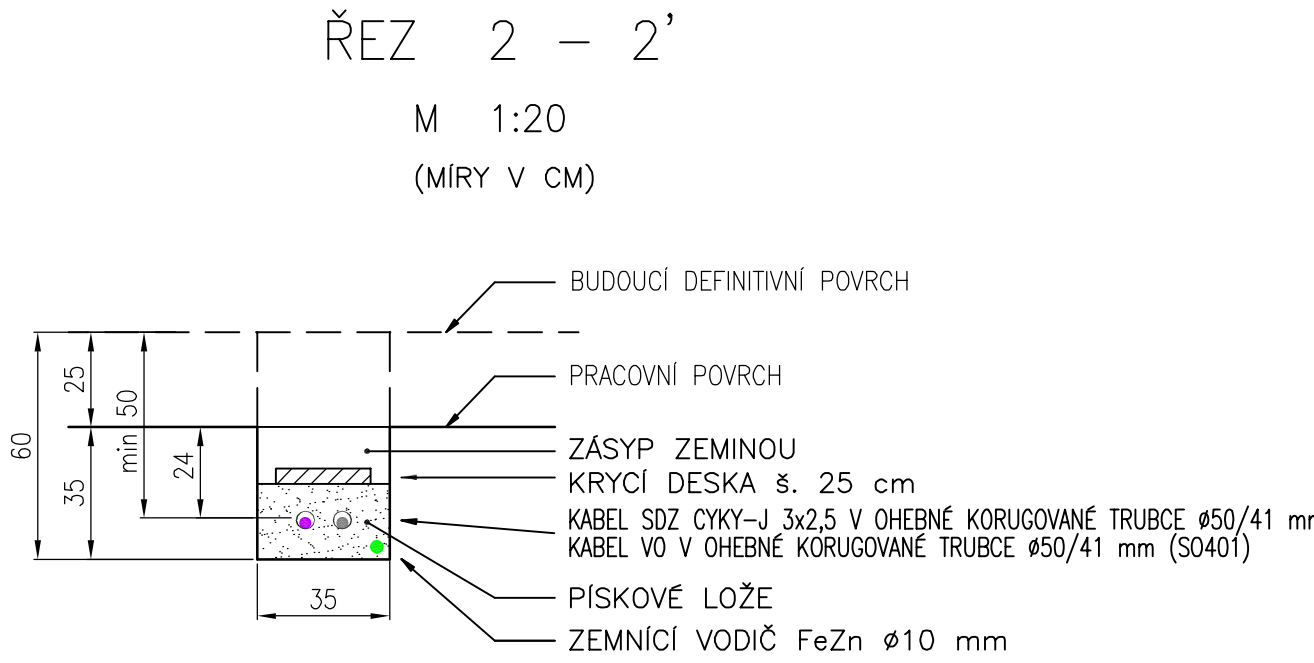 ŘEZ 2 – 2'
M 1:20
(MÍRY V CM)
BUDOUCÍ DEFINITIVNÍ POVRCH
PRACOVNÍ POVRCH
ZÁSYP ZEMINOU
KRYCÍ DESKA š. 25 cm
KABEL SDZ CYKY–J 3x2,5 V OHEBNÉ KORUGOVANÉ TRUBCE ø50/41 mm
KABEL VO V OHEBNÉ KORUGOVANÉ TRUBCE ø50/41 mm (SO401)
PÍSKOVÉ LOŽE
ZEMNÍCÍ VODIČ FeZn ø10 mm
60
25
35
min 50
24
35